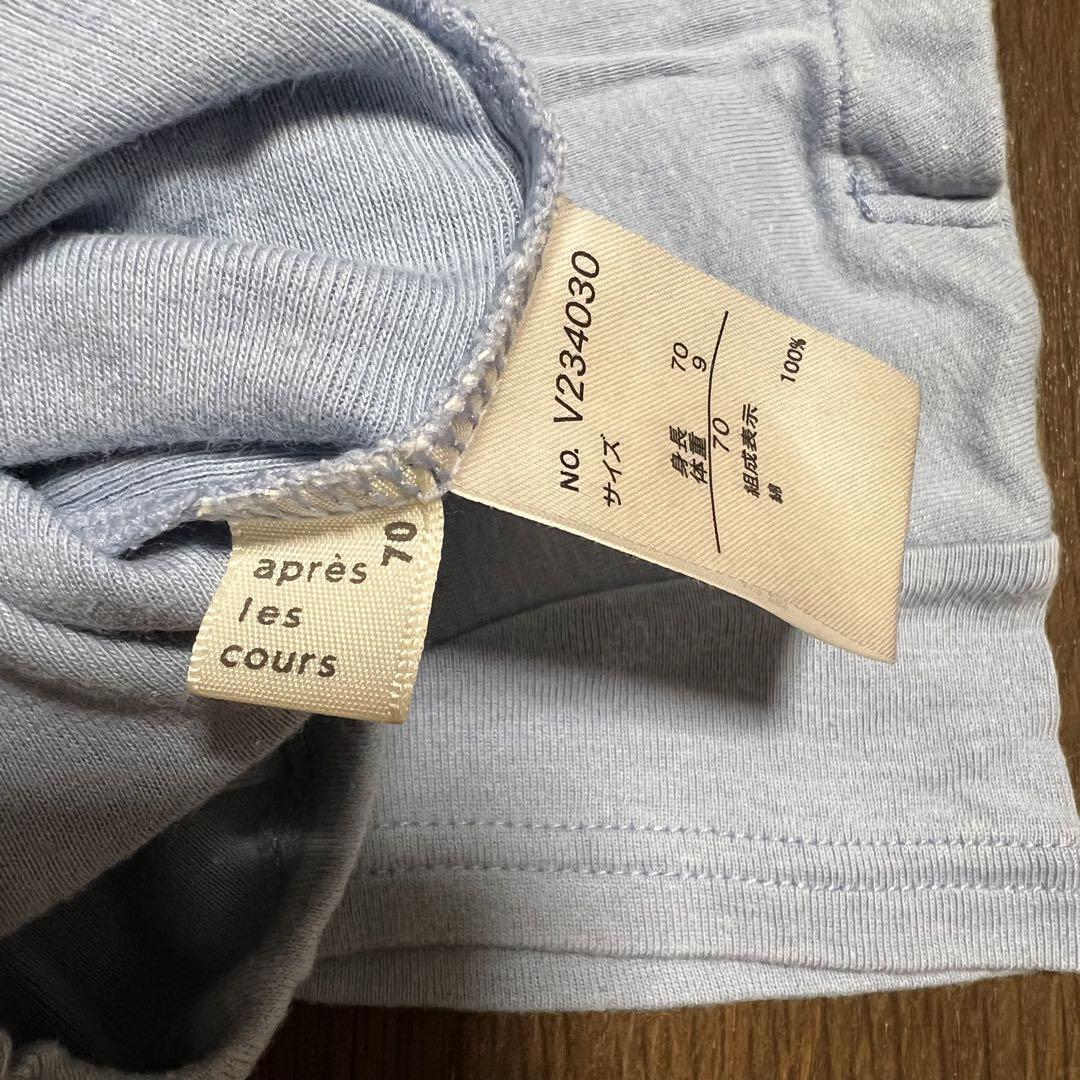 NO. V234030
サイズ
身長 70
体重 9
70
組成表示
綿 100%
70
après
les
cours